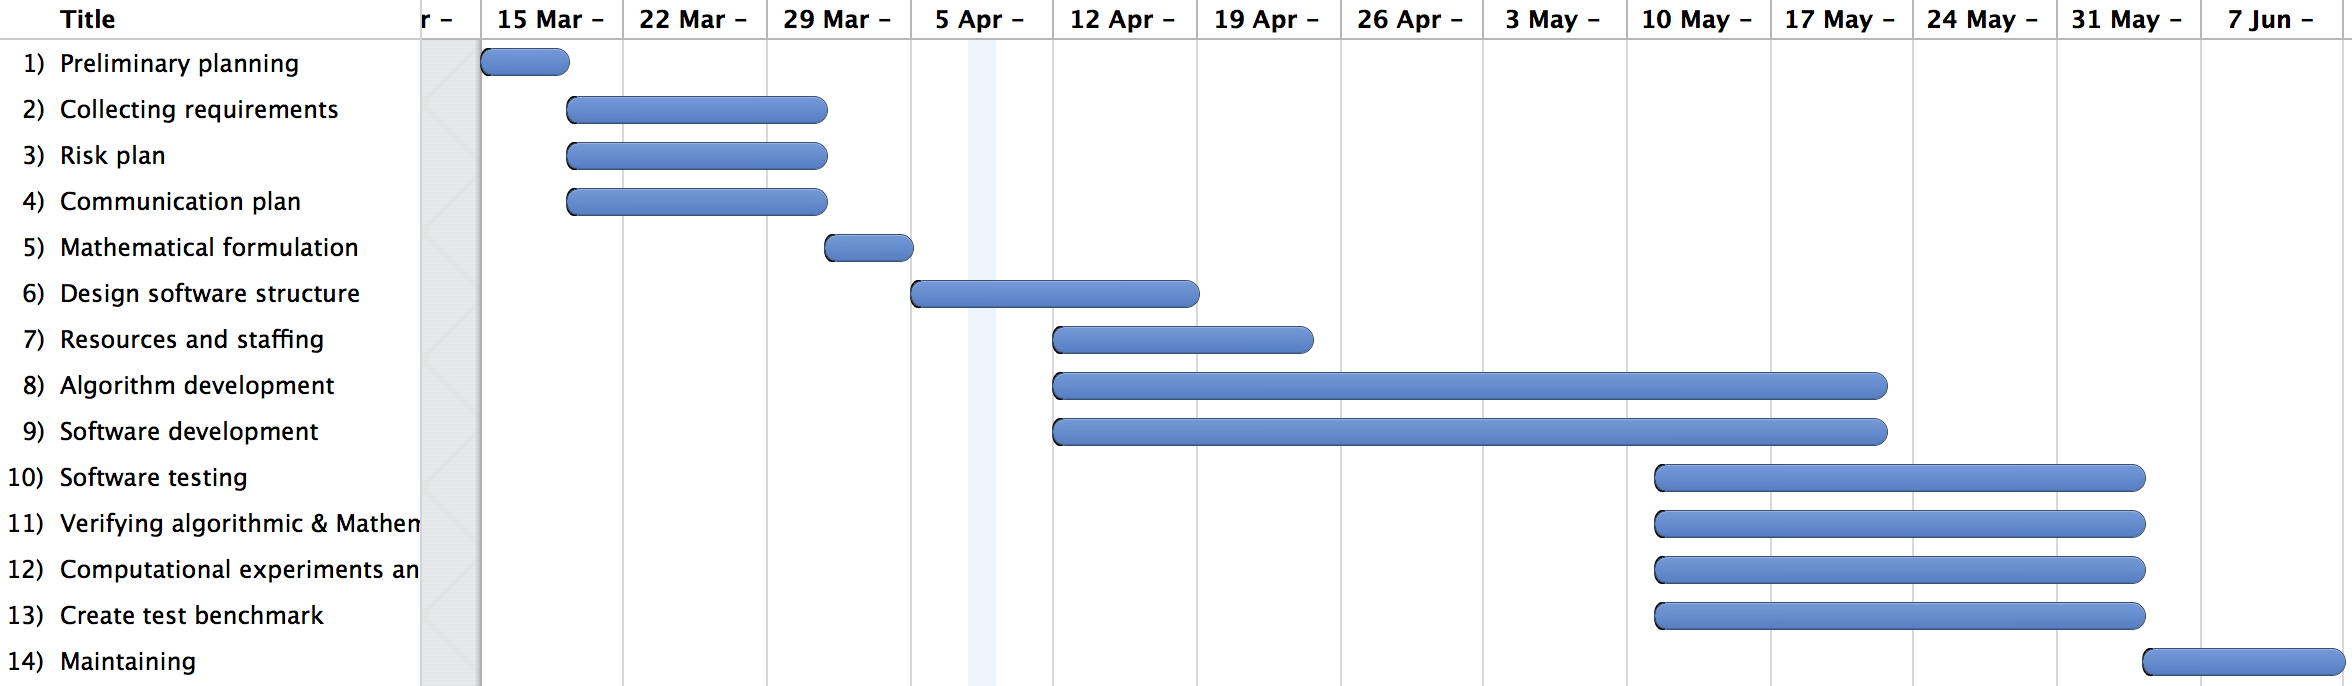 Title r – 15 Mar – 22 Mar – 29 Mar – 5 Apr – 12 Apr – 19 Apr – 26 Apr – 3 May – 10 May – 17 May – 24 May – 31 May – 7 Jun –
1) Preliminary planning
2) Collecting requirements
3) Risk plan
4) Communication plan
5) Mathematical formulation
6) Design software structure
7) Resources and staffing
8) Algorithm development
9) Software development
10) Software testing
11) Verifying algorithmic & Mathem
12) Computational experiments an
13) Create test benchmark
14) Maintaining